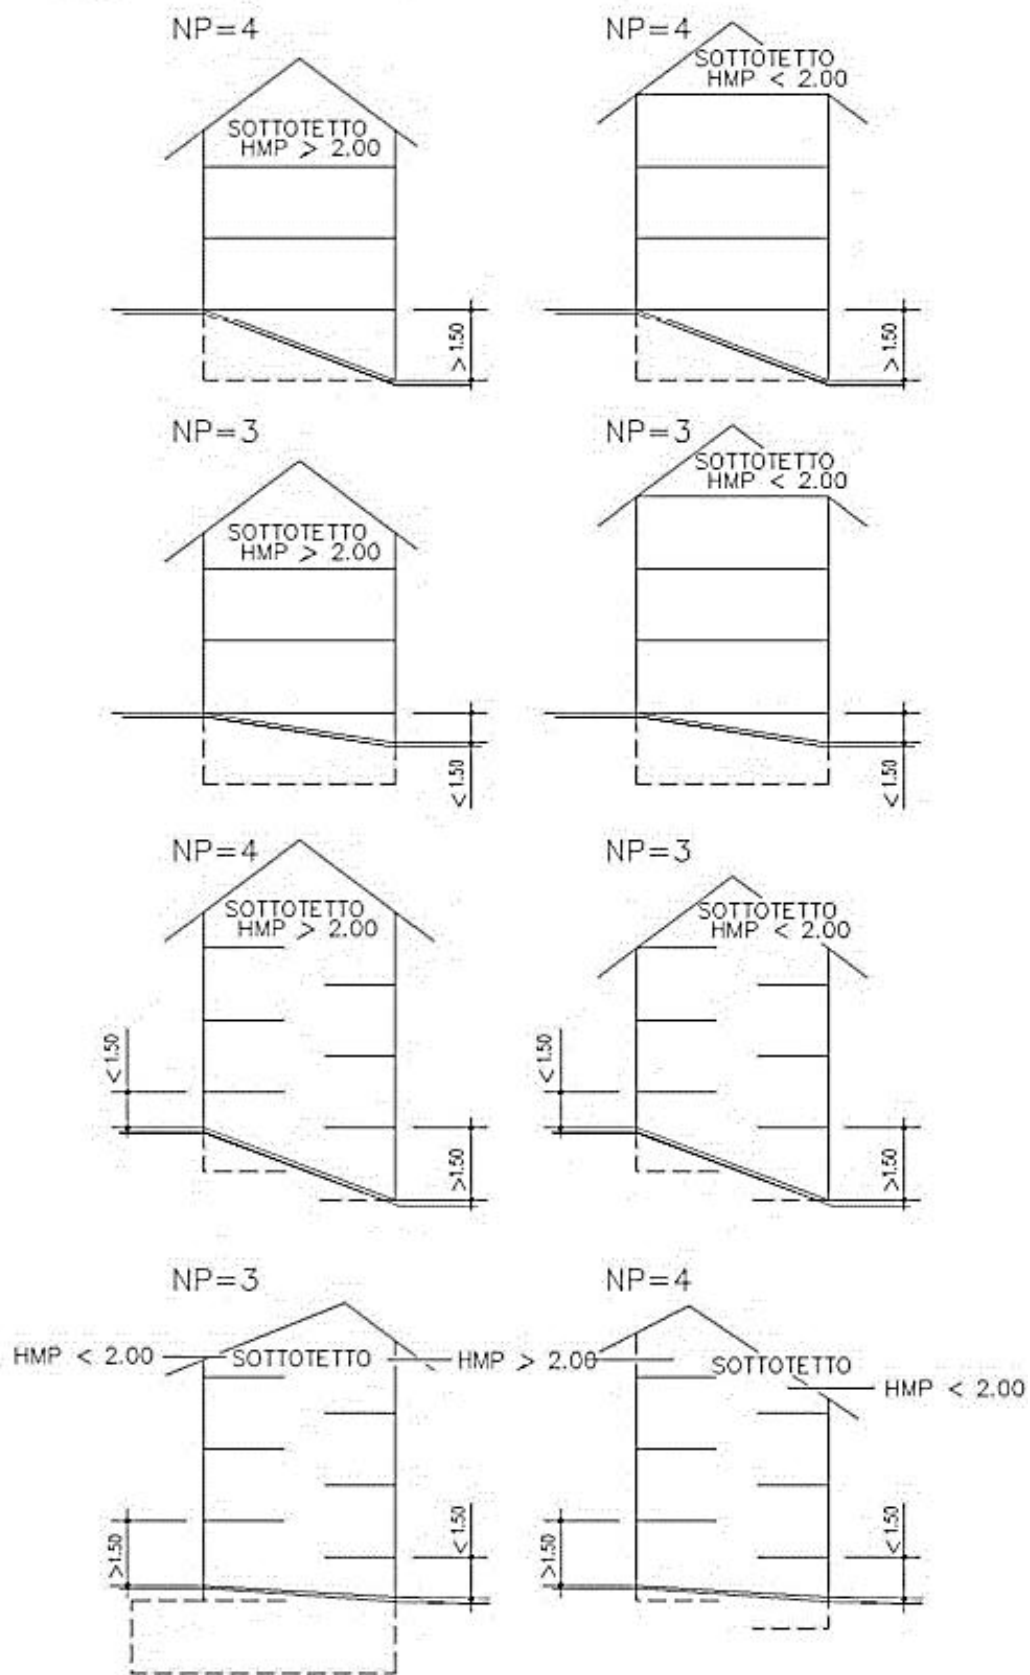 NP=4
NP=4
SOTTOTETTO
HMP > 2.00
SOTTOTETTO
HMP < 2.00
>1.50
>1.50
NP=3
NP=3
SOTTOTETTO
HMP > 2.00
SOTTOTETTO
HMP < 2.00
<1.50
<1.50
NP=4
NP=3
SOTTOTETTO
HMP > 2.00
SOTTOTETTO
HMP < 2.00
<1.50
<1.50
>1.50
>1.50
NP=3
NP=4
HMP < 2.00
SOTTOTETTO
HMP > 2.00
SOTTOTETTO
HMP < 2.00
>1.50
<1.50
>1.50
<1.50